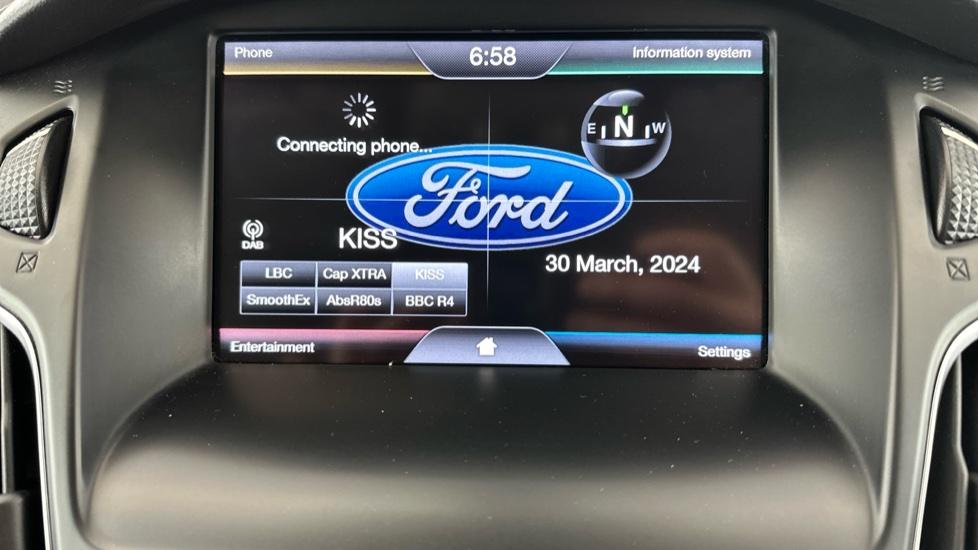 Phone 6:58 Information system
Connecting phone...
E N W
Ford
DAB
KISS
30 March, 2024
LBC Cap XTRA KISS
SmoothEx AbsR80s BBC R4
Entertainment Settings